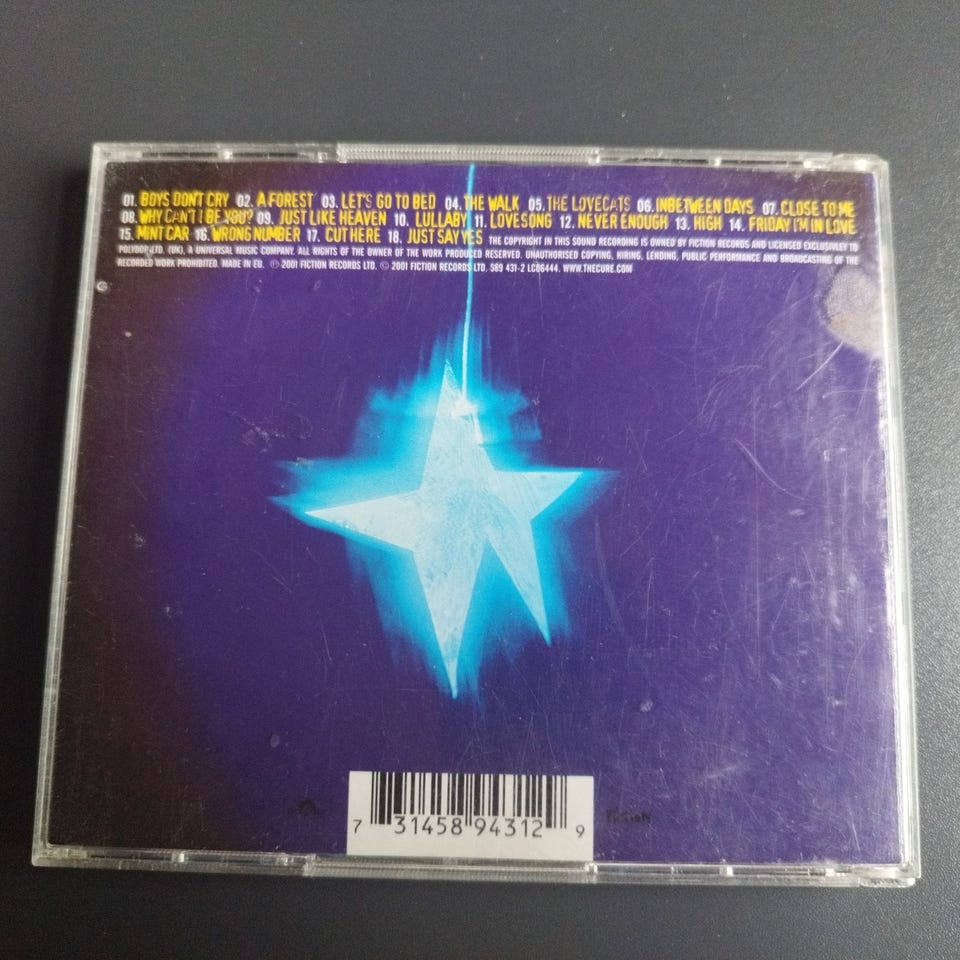 01. BOYS DON'T CRY 02. A FOREST 03. LET'S GO TO BED 04. THE WALK 05. THE LOVECATS 06. INBETWEEN DAYS 07. CLOSE TO ME
08. WHY CAN'T I BE YOU? 09. JUST LIKE HEAVEN 10. LULLABY 11. LOVESONG 12. NEVER ENOUGH 13. HIGH 14. FRIDAY I'M IN LOVE
15. MINT CAR 16. WRONG NUMBER 17. CUT HERE 18. JUST SAY YES THE COPYRIGHT IN THIS SOUND RECORDING IS OWNED BY FICTION RECORDS AND LICENSED EXCLUSIVELY TO
POLYDOR LTD. (UK), A UNIVERSAL MUSIC COMPANY. ALL RIGHTS OF THE OWNER OF THE WORK PRODUCED RESERVED. UNAUTHORISED COPYING, HIRING, LENDING, PUBLIC PERFORMANCE AND BROADCASTING OF THE
RECORDED WORK PROHIBITED. MADE IN EU. ℗ 2001 FICTION RECORDS LTD. © 2001 FICTION RECORDS LTD. 589 431-2 LC06444. WWW.THECURE.COM
7 31458 94312 9
FICTION